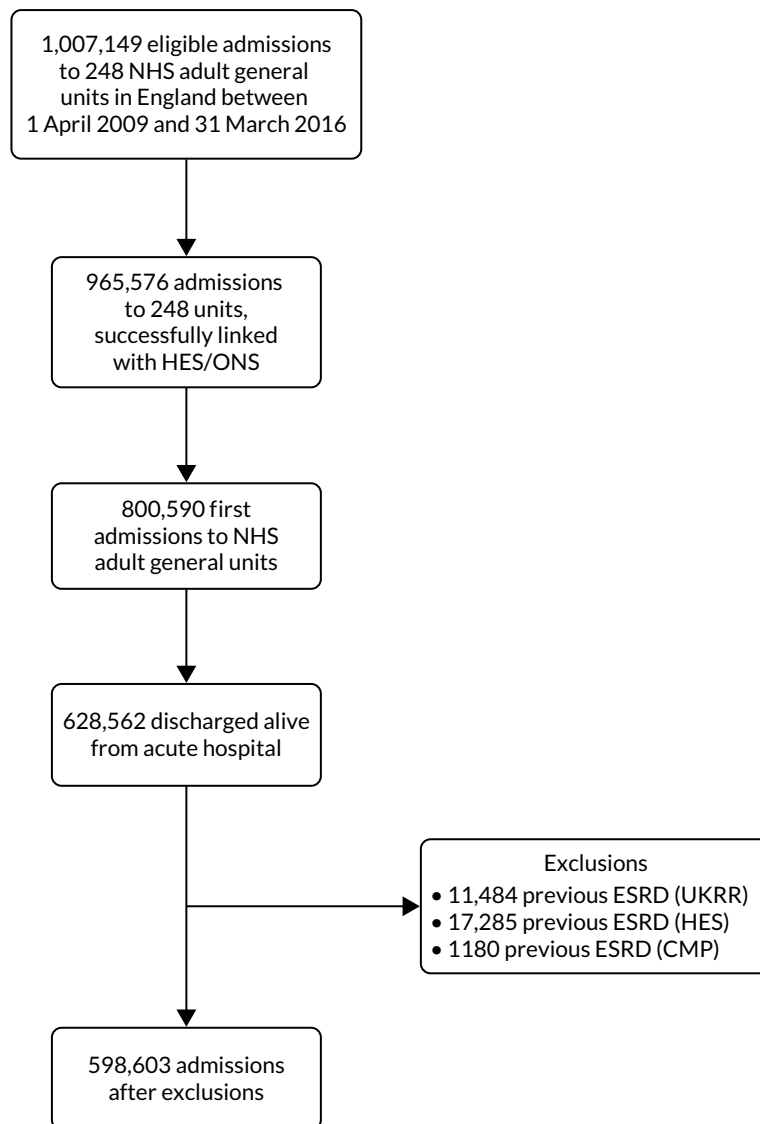 1,007,149 eligible admissions
to 248 NHS adult general
units in England between
1 April 2009 and 31 March 2016
965,576 admissions
to 248 units,
successfully linked
with HES/ONS
800,590 first
admissions to NHS
adult general units
628,562 discharged alive
from acute hospital
Exclusions
• 11,484 previous ESRD (UKRR)
• 17,285 previous ESRD (HES)
• 1180 previous ESRD (CMP)
598,603 admissions
after exclusions